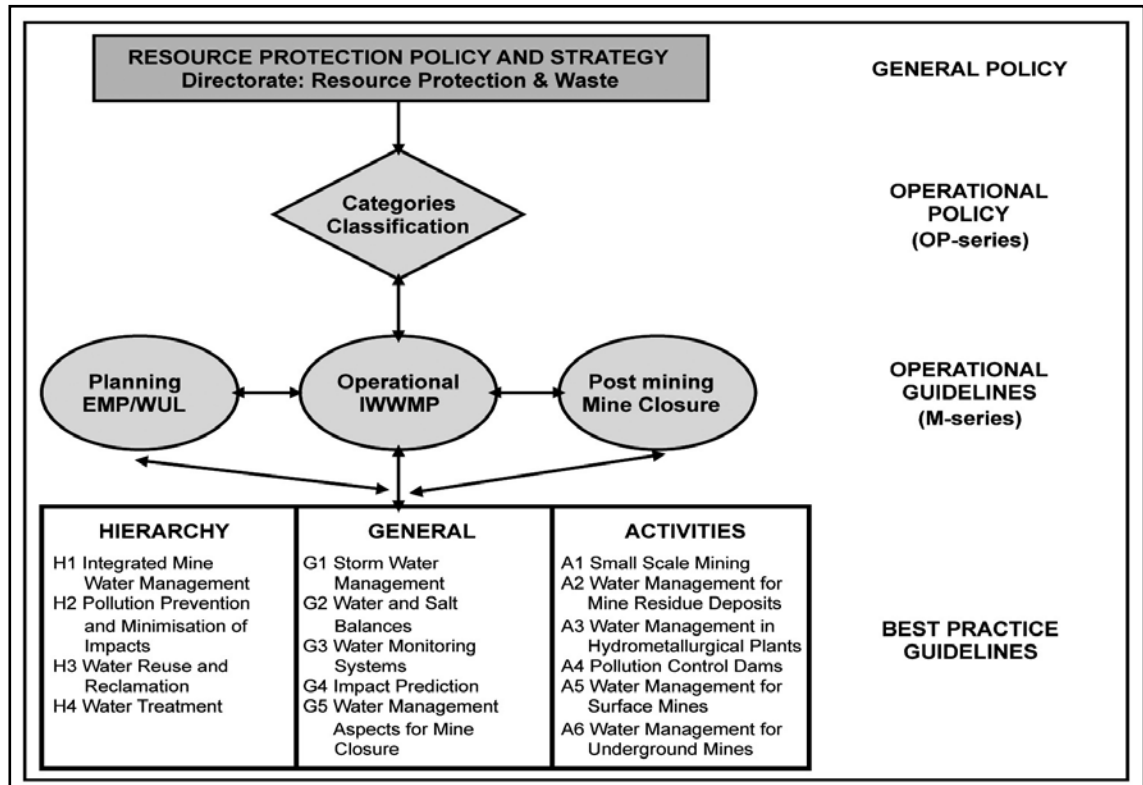 RESOURCE PROTECTION POLICY AND STRATEGY
Directorate: Resource Protection & Waste
GENERAL POLICY
Categories
Classification
OPERATIONAL
POLICY
(OP-series)
Planning
EMP/WUL
Operational
IWWMP
Post mining
Mine Closure
OPERATIONAL
GUIDELINES
(M-series)
HIERARCHY
H1 Integrated Mine
Water Management
H2 Pollution Prevention
and Minimisation of
Impacts
H3 Water Reuse and
Reclamation
H4 Water Treatment
GENERAL
G1 Storm Water
Management
G2 Water and Salt
Balances
G3 Water Monitoring
Systems
G4 Impact Prediction
G5 Water Management
Aspects for Mine
Closure
ACTIVITIES
A1 Small Scale Mining
A2 Water Management for
Mine Residue Deposits
A3 Water Management in
Hydrometallurgical Plants
A4 Pollution Control Dams
A5 Water Management for
Surface Mines
A6 Water Management for
Underground Mines
BEST PRACTICE
GUIDELINES